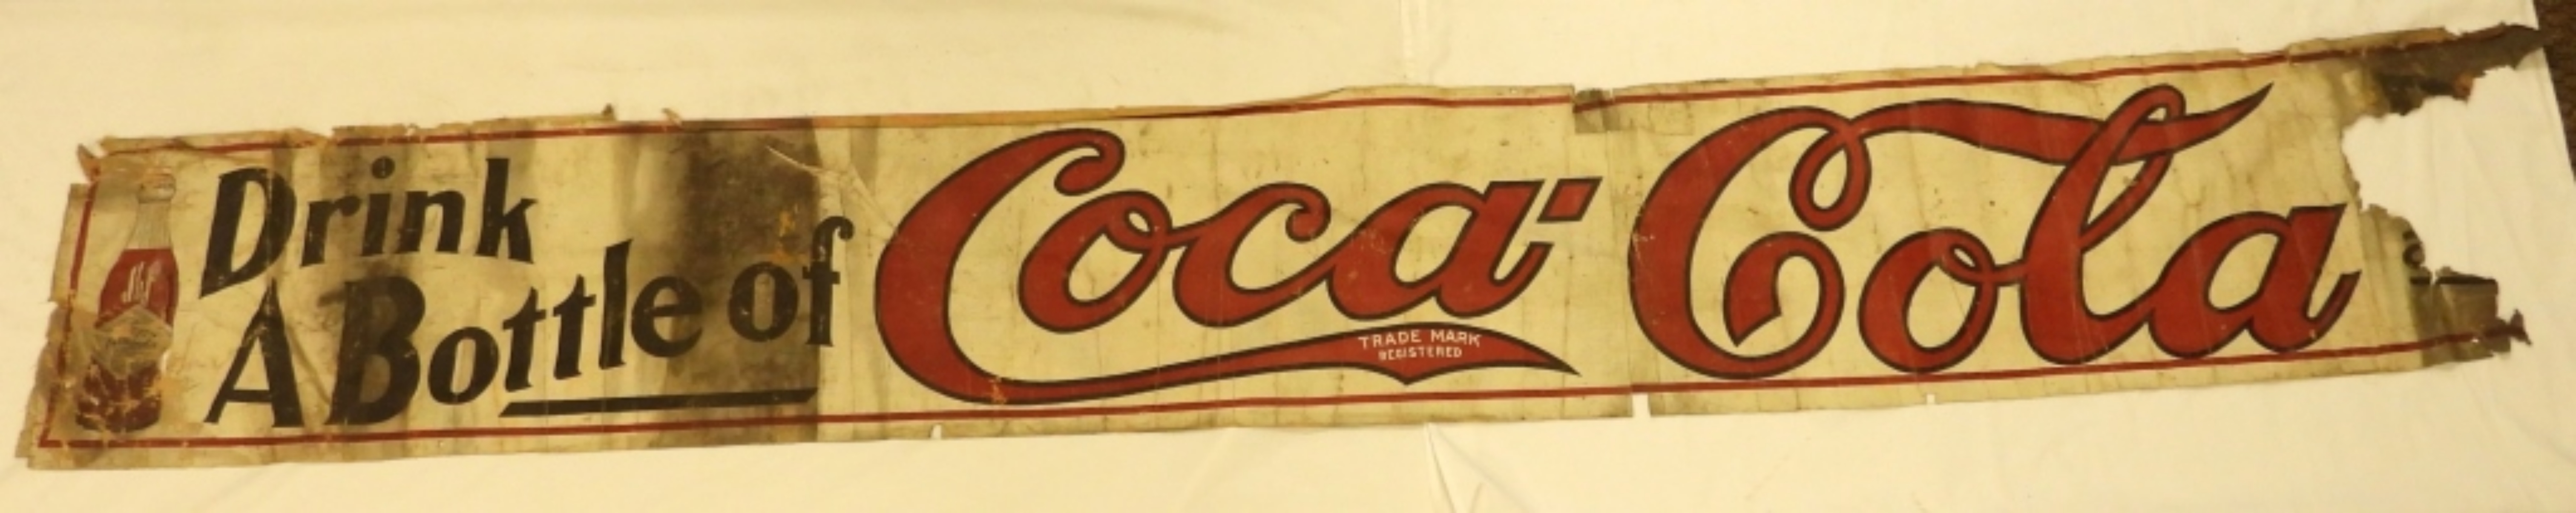 Drink
A Bottle of
Coca-Cola
TRADE MARK
REGISTERED